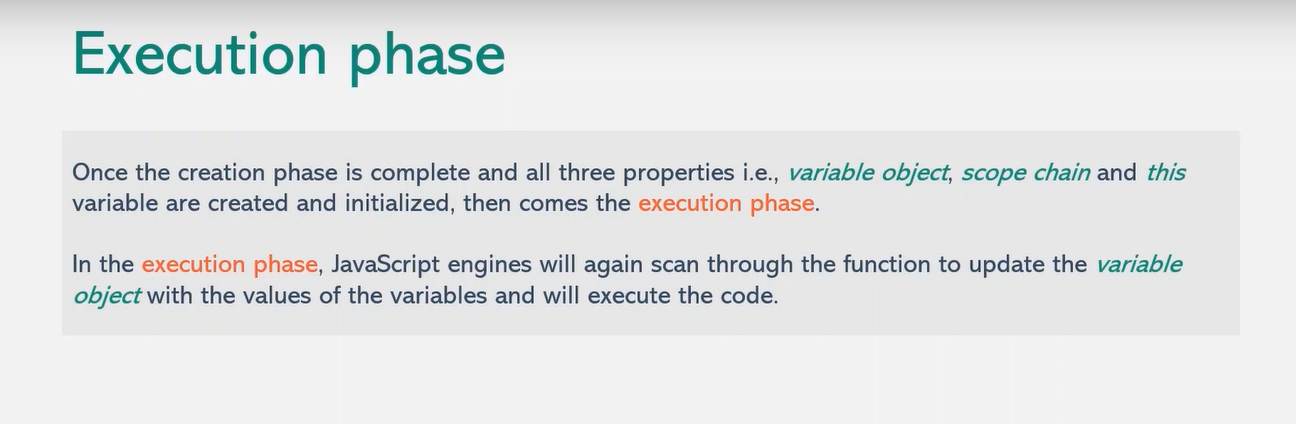 Execution phase
Once the creation phase is complete and all three properties i.e., variable object, scope chain and this
variable are created and initialized, then comes the execution phase.
In the execution phase, JavaScript engines will again scan through the function to update the variable
object with the values of the variables and will execute the code.